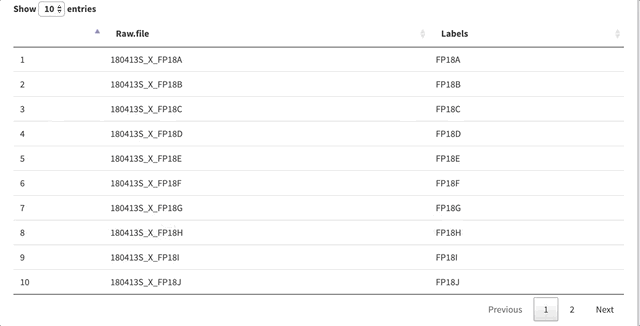 Show 10 entries
Raw.file Labels
1 180413S_X_FP18A FP18A
2 180413S_X_FP18B FP18B
3 180413S_X_FP18C FP18C
4 180413S_X_FP18D FP18D
5 180413S_X_FP18E FP18E
6 180413S_X_FP18F FP18F
7 180413S_X_FP18G FP18G
8 180413S_X_FP18H FP18H
9 180413S_X_FP18I FP18I
10 180413S_X_FP18J FP18J
Previous 1 2 Next